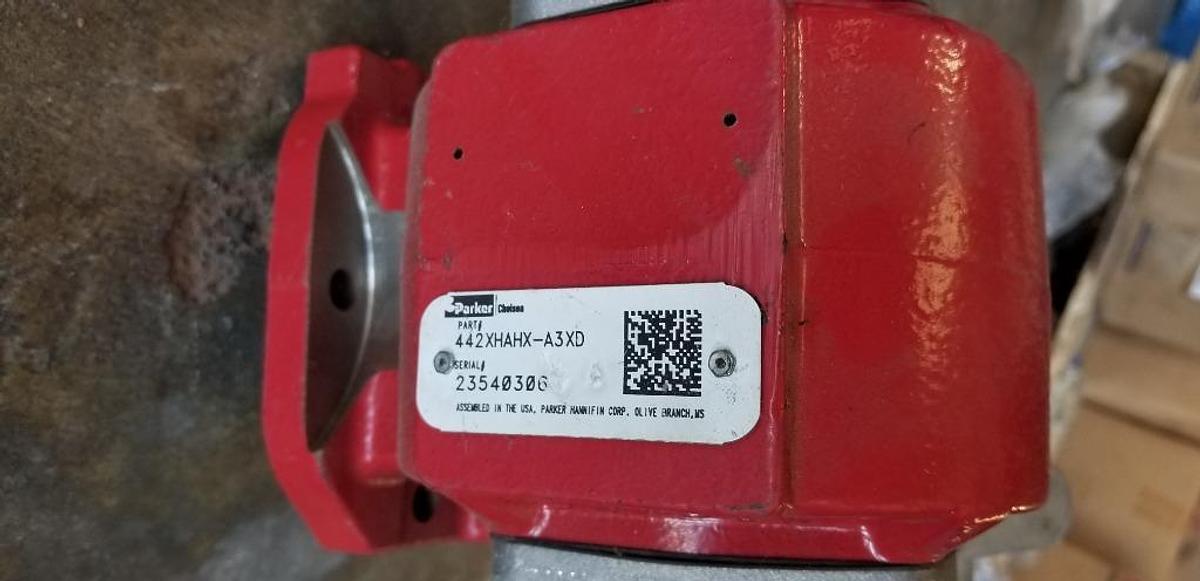 Parker Chelsea
PART#
442XHAHX-A3XD
SERIAL#
23540306
ASSEMBLED IN THE USA, PARKER HANNIFIN CORP. OLIVE BRANCH,MS